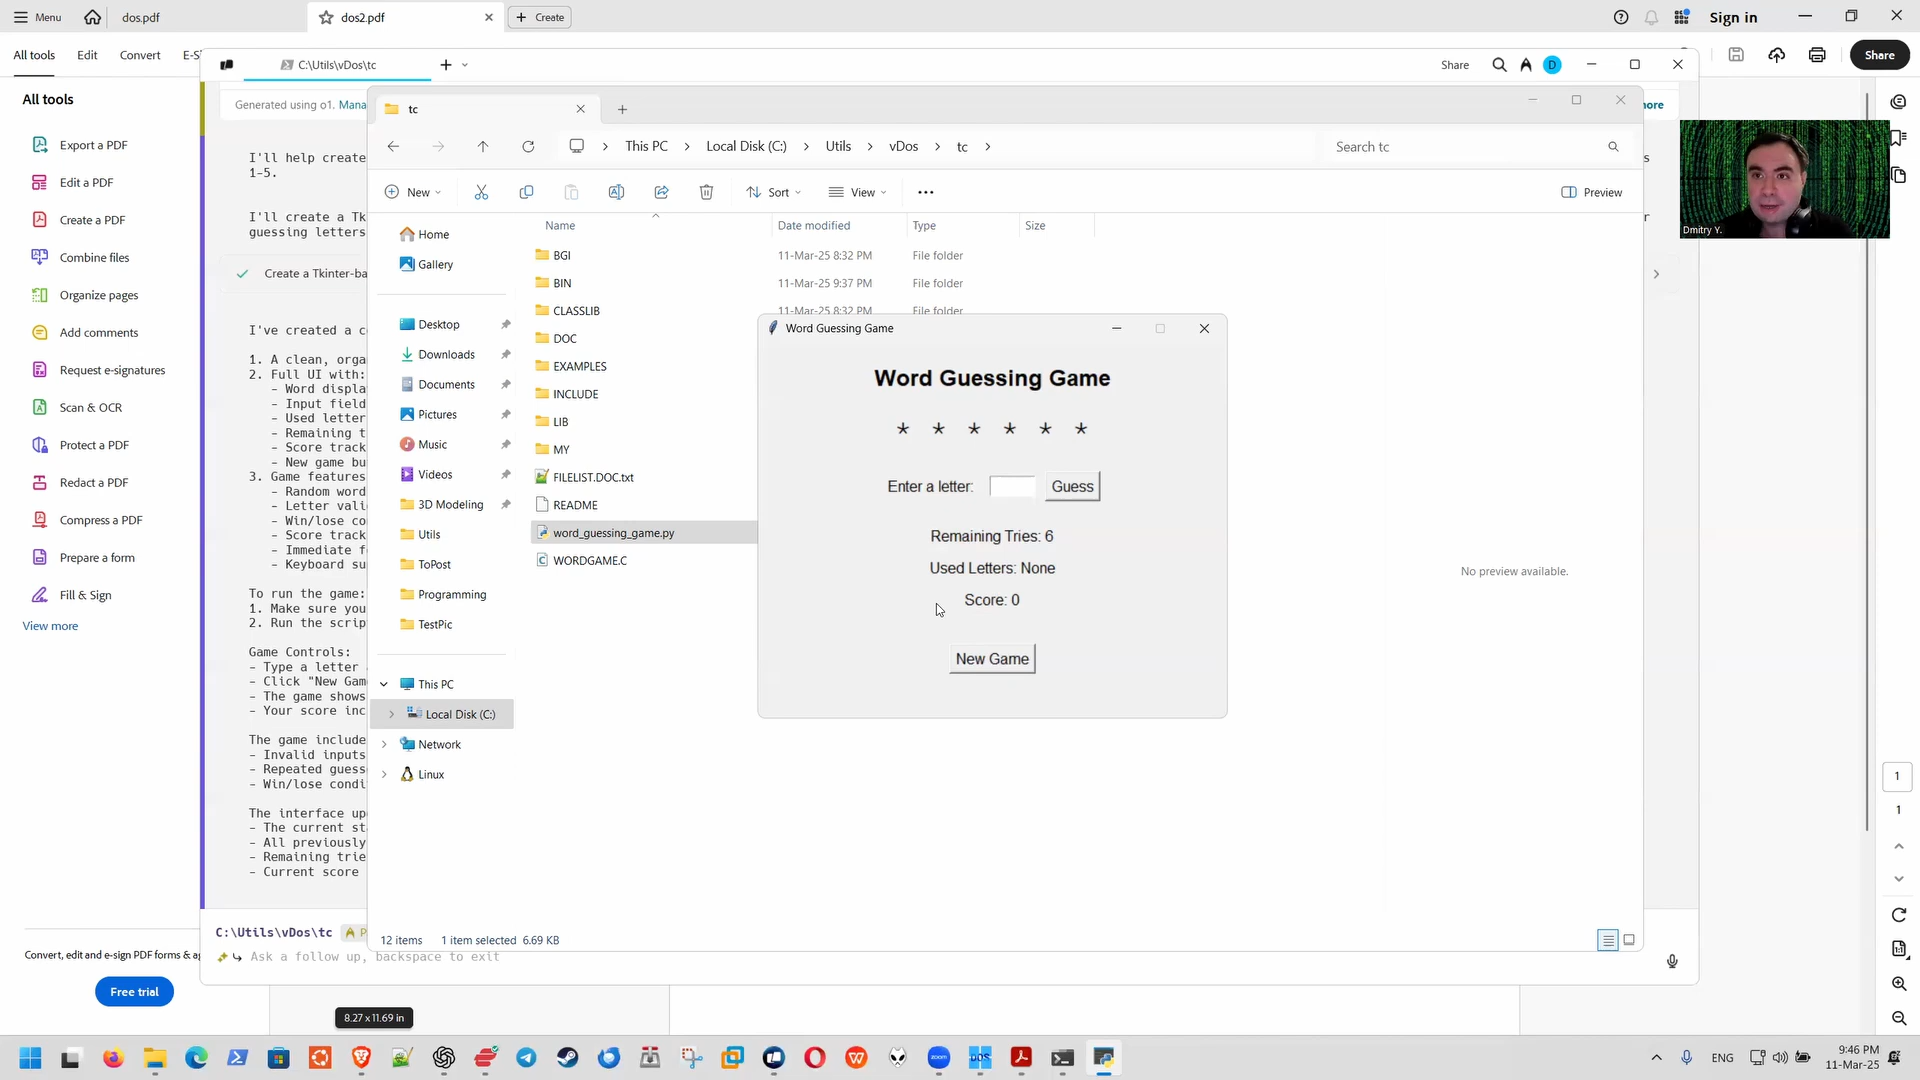 Menu
dos.pdf
dos2.pdf
Create
Sign in
All tools
Edit
Convert
E-Si
Share
All tools
Export a PDF
Edit a PDF
Create a PDF
Combine files
Organize pages
Add comments
Request e-signatures
Scan & OCR
Protect a PDF
Redact a PDF
Compress a PDF
Prepare a form
Fill & Sign
View more
Convert, edit and e-sign PDF forms & ag
Free trial
8.27 x 11.69 in
C:\Utils\vDos\tc
Share
D
Generated using o1. Mana
more
I'll help create
1-5.
I'll create a Tk
guessing letters
Create a Tkinter-ba
I've created a c
1. A clean, orga
2. Full UI with:
- Word displa
- Input field
- Used letter
- Remaining t
- Score track
- New game bu
3. Game features
- Random word
- Letter vali
- Win/lose co
- Score track
- Immediate f
- Keyboard su
To run the game:
1. Make sure you
2. Run the scrip
Game Controls:
- Type a letter
- Click "New Gam
- The game shows
- Your score inc
The game include
- Invalid inputs
- Repeated guess
- Win/lose condi
The interface up
- The current st
- All previously
- Remaining trie
- Current score
C:\Utils\vDos\tc
P
Ask a follow up, backspace to exit
tc
This PC
Local Disk (C:)
Utils
vDos
tc
Search tc
New
Sort
View
Preview
Home
Gallery
Desktop
Downloads
Documents
Pictures
Music
Videos
3D Modeling
Utils
ToPost
Programming
TestPic
This PC
Local Disk (C:)
Network
Linux
Name
Date modified
Type
Size
BGI
11-Mar-25 8:32 PM
File folder
BIN
11-Mar-25 9:37 PM
File folder
CLASSLIB
11-Mar-25 8:32 PM
File folder
DOC
EXAMPLES
INCLUDE
LIB
MY
FILELIST.DOC.txt
README
word_guessing_game.py
WORDGAME.C
No preview available.
12 items
1 item selected 6.69 KB
Word Guessing Game
Word Guessing Game
* * * * * *
Enter a letter:
Guess
Remaining Tries: 6
Used Letters: None
Score: 0
New Game
Dmitry Y.
1
1
ENG
9:46 PM
11-Mar-25